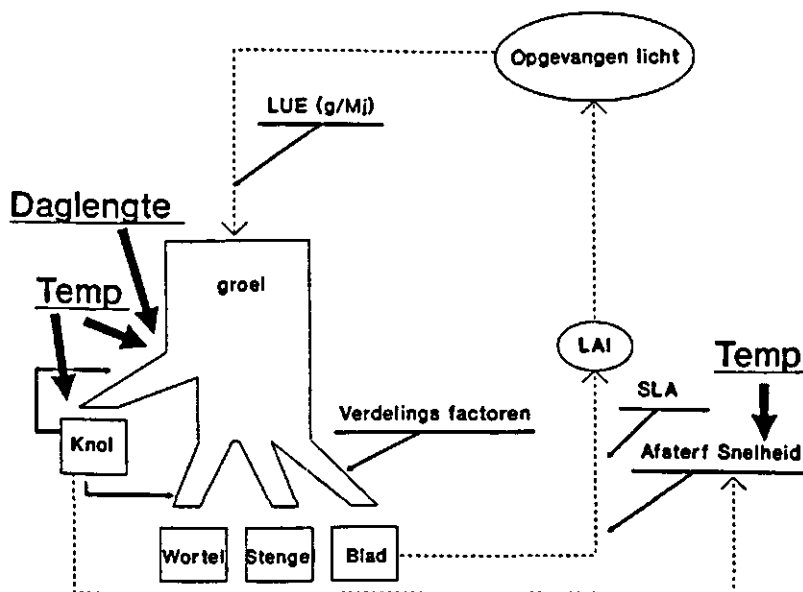 Opgevangen licht
LUE (g/Mj)
Daglengte
groei
Temp
LAI
Temp
SLA
Verdelings factoren
Knol
Afsterf Snelheid
Wortel
Stengel
Blad